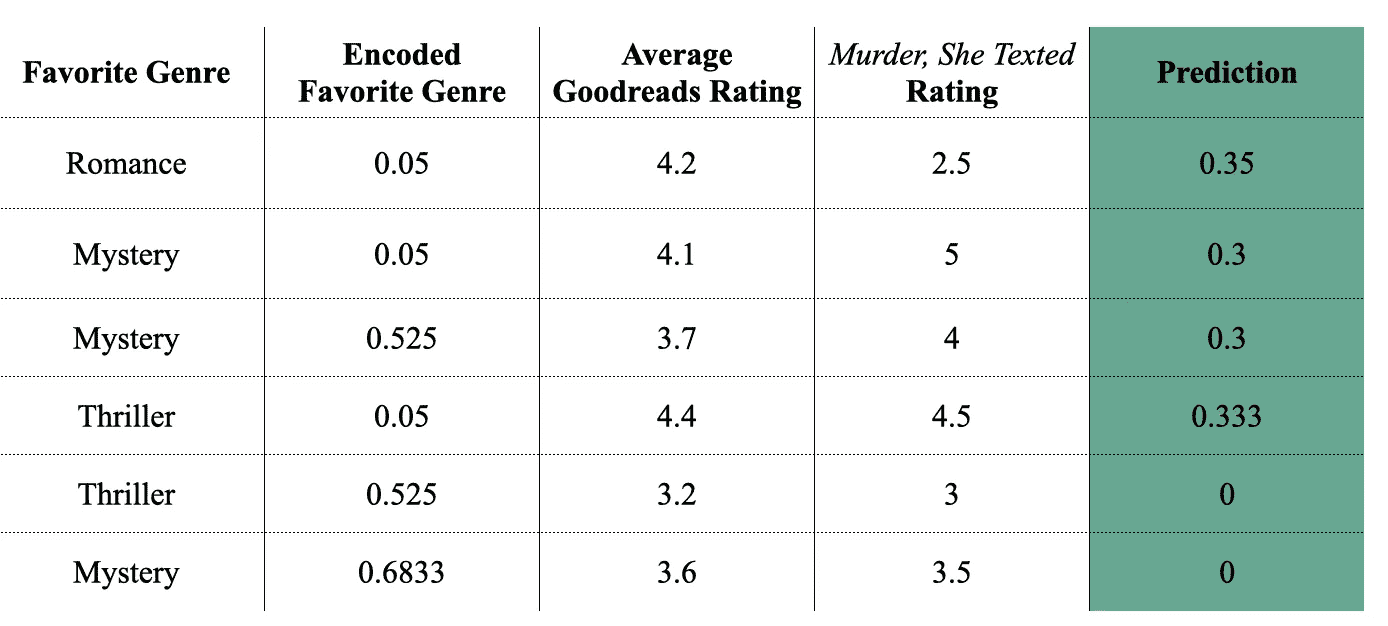 Favorite Genre Encoded Favorite Genre Average Goodreads Rating Murder, She Texted Rating Prediction
Romance 0.05 4.2 2.5 0.35
Mystery 0.05 4.1 5 0.3
Mystery 0.525 3.7 4 0.3
Thriller 0.05 4.4 4.5 0.333
Thriller 0.525 3.2 3 0
Mystery 0.6833 3.6 3.5 0